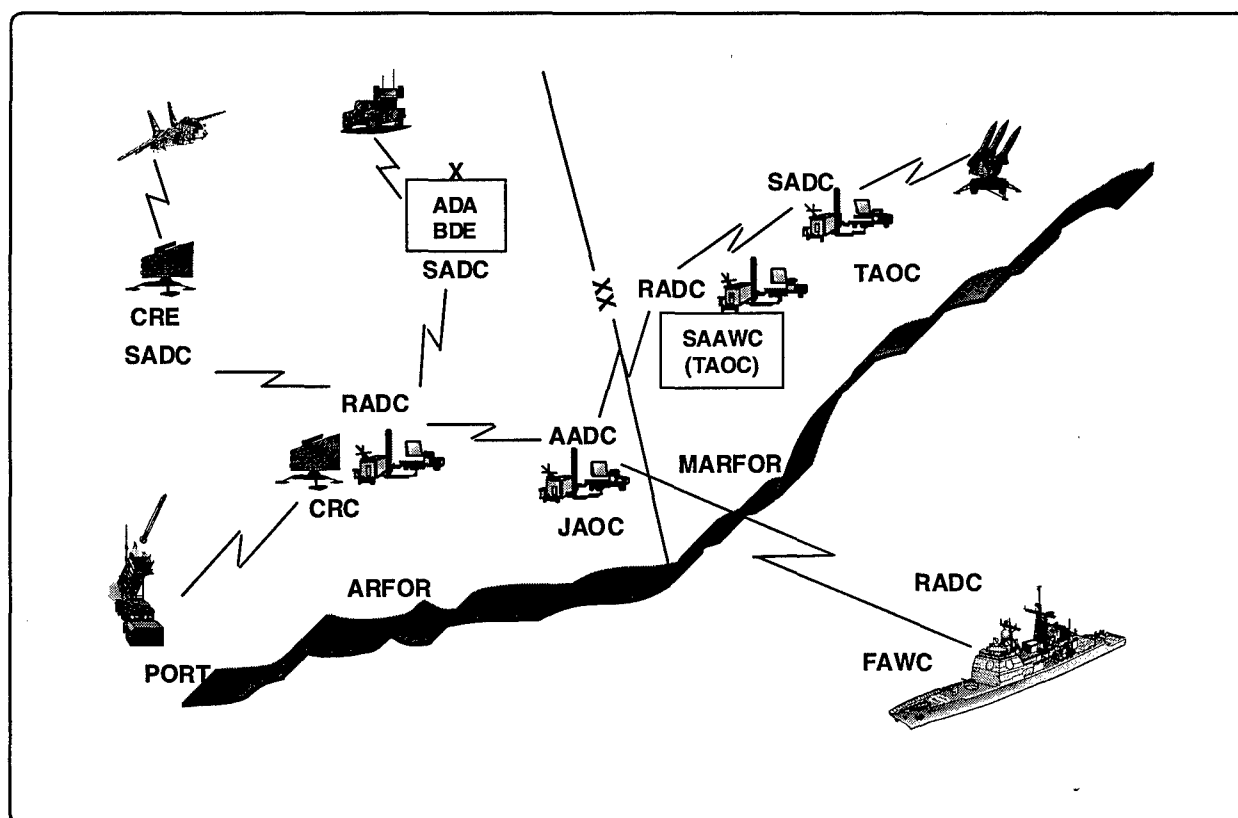 X
ADA
BDE
SADC
SADC
TAOC
RADC
SAAWC
(TAOC)
XX
CRE
SADC
RADC
CRC
AADC
JAOC
MARFOR
ARFOR
PORT
RADC
FAWC